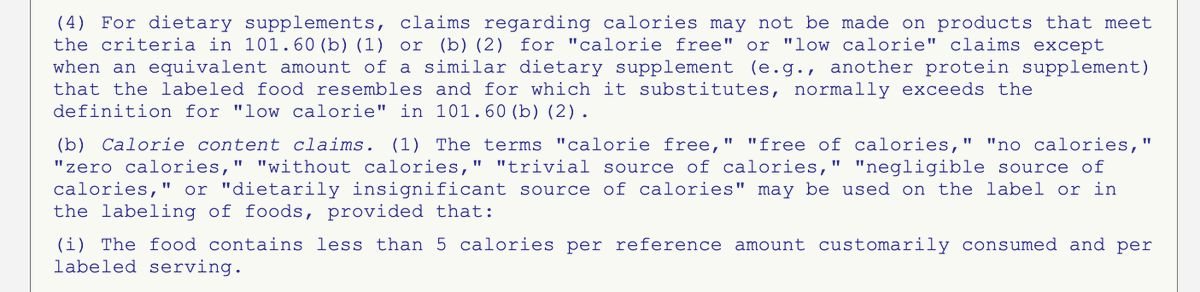 (4) For dietary supplements, claims regarding calories may not be made on products that meet
the criteria in 101.60(b)(1) or (b)(2) for "calorie free" or "low calorie" claims except
when an equivalent amount of a similar dietary supplement (e.g., another protein supplement)
that the labeled food resembles and for which it substitutes, normally exceeds the
definition for "low calorie" in 101.60(b)(2).
(b) Calorie content claims. (1) The terms "calorie free," "free of calories," "no calories,"
"zero calories," "without calories," "trivial source of calories," "negligible source of
calories," or "dietarily insignificant source of calories" may be used on the label or in
the labeling of foods, provided that:
(i) The food contains less than 5 calories per reference amount customarily consumed and per
labeled serving.